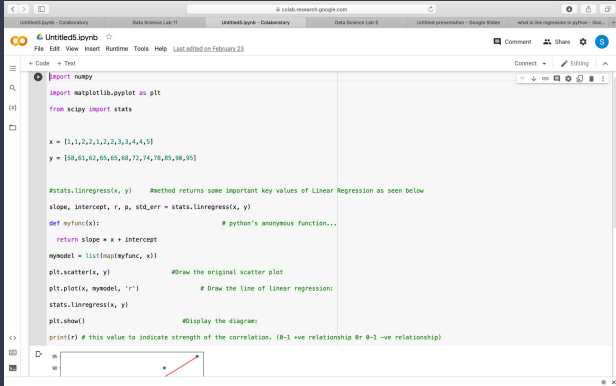 colab.research.google.com
Untitled5.ipynb - Colaboratory
Data Science Lab 11
Untitled5.ipynb - Colaboratory
Data Science Lab 5
Untitled presentation - Google Slides
what is line regression in python - Goo...
CO
Untitled5.ipynb
Comment
Share
S
File Edit View Insert Runtime Tools Help Last edited on February 23
+ Code + Text
Connect
Editing
{x}
import numpy
import matplotlib.pyplot as plt
from scipy import stats
x = [1,1,2,2,1,2,2,3,3,4,4,5]
y = [58,61,62,65,65,68,72,74,78,85,90,95]
#stats.linregress(x, y) #method returns some important key values of Linear Regression as seen below
slope, intercept, r, p, std_err = stats.linregress(x, y)
def myfunc(x): # python's anonymous function...
return slope * x + intercept
mymodel = list(map(myfunc, x))
plt.scatter(x, y) #Draw the original scatter plot
plt.plot(x, mymodel, 'r') # Draw the line of linear regression:
stats.linregress(x, y)
plt.show() #Display the diagram:
print(r) # this value to indicate strength of the correlation. (0-1 +ve relationship 0r 0-1 -ve relationship)
95
90